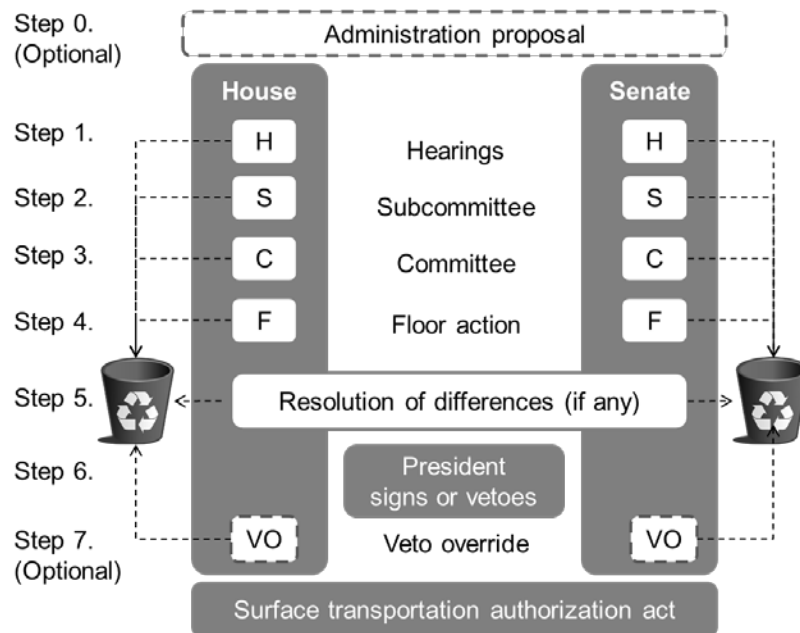 Step 0.
(Optional)
Administration proposal
House
Senate
Step 1.
H
Hearings
H
Step 2.
S
Subcommittee
S
Step 3.
C
Committee
C
Step 4.
F
Floor action
F
Step 5.
Resolution of differences (if any)
Step 6.
President
signs or vetoes
Step 7.
(Optional)
VO
Veto override
VO
Surface transportation authorization act